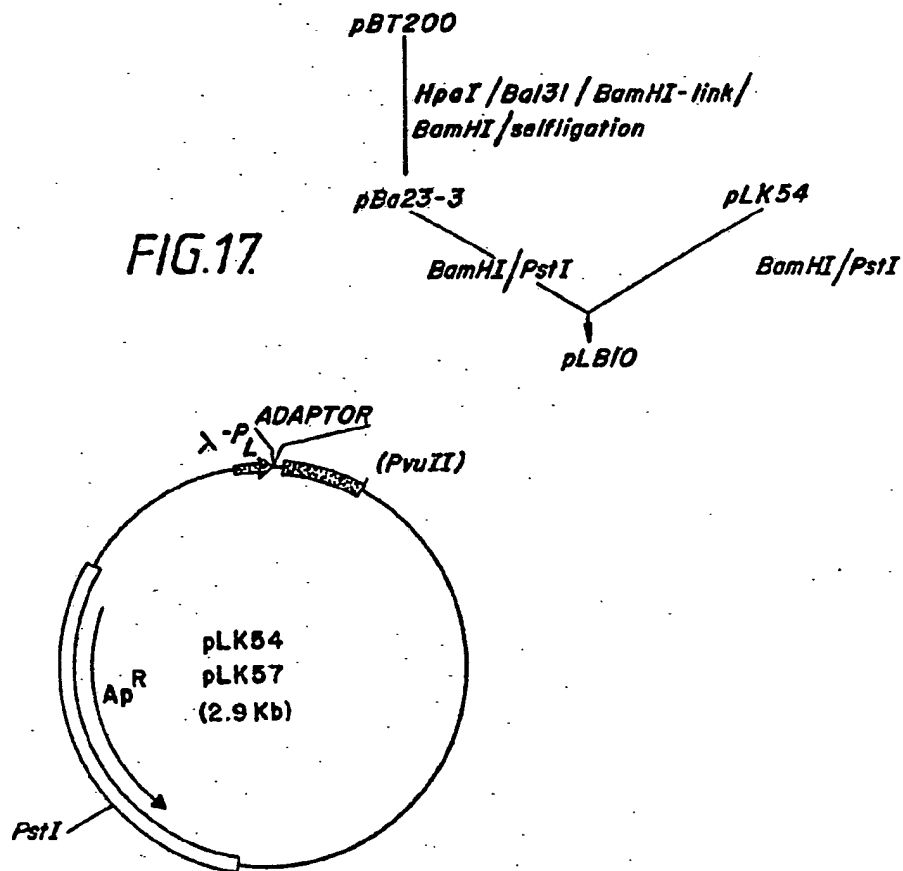 pBT200
HpaI/Bal31/BamHI-link/
BamHI/selfligation
pBa23-3
pLK54
FIG.17.
BamHI/PstI
BamHI/PstI
pLB10
λ-PL
ADAPTOR
(PvuII)
pLK54
pLK57
(2.9 Kb)
ApR
PstI